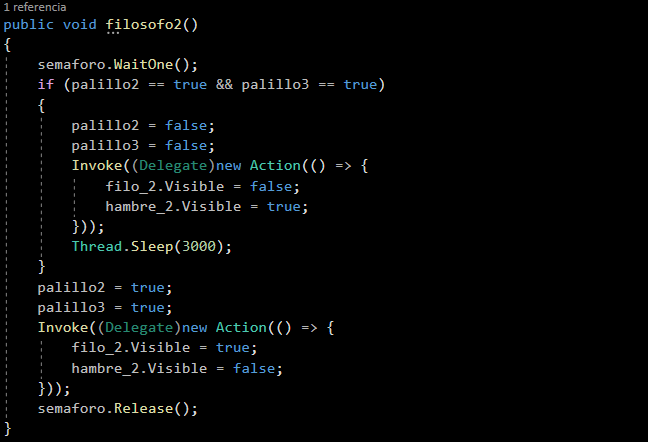 1 referencia
public void filosofo2()
{
    semaforo.WaitOne();
    if (palillo2 == true && palillo3 == true)
    {
        palillo2 = false;
        palillo3 = false;
        Invoke((Delegate)new Action(() => {
            filo_2.Visible = false;
            hambre_2.Visible = true;
        }));
        Thread.Sleep(3000);
    }
    palillo2 = true;
    palillo3 = true;
    Invoke((Delegate)new Action(() => {
        filo_2.Visible = true;
        hambre_2.Visible = false;
    }));
    semaforo.Release();
}